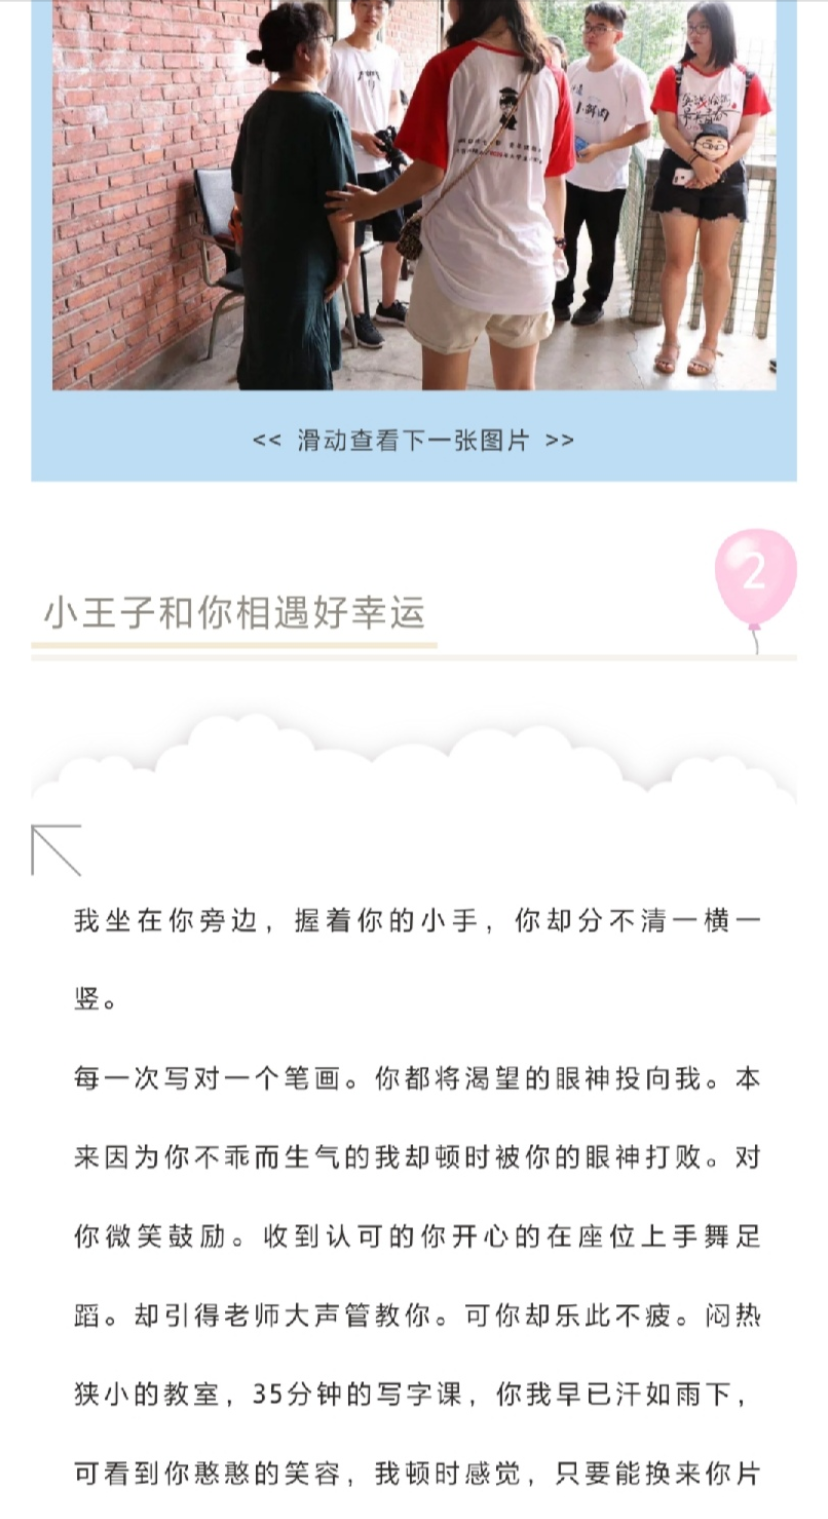 << 滑动查看下一张图片 >>
2
小王子和你相遇好幸运
我坐在你旁边，握着你的小手，你却分不清一横一
竖。
每一次写对一个笔画。你都将渴望的眼神投向我。本
来因为你不乖而生气的我却顿时被你的眼神打败。对
你微笑鼓励。收到认可的你开心的在座位上手舞足
蹈。却引得老师大声管教你。可你却乐此不疲。闷热
狭小的教室，35分钟的写字课，你我早已汗如雨下，
可看到你憨憨的笑容，我顿时感觉，只要能换来你片